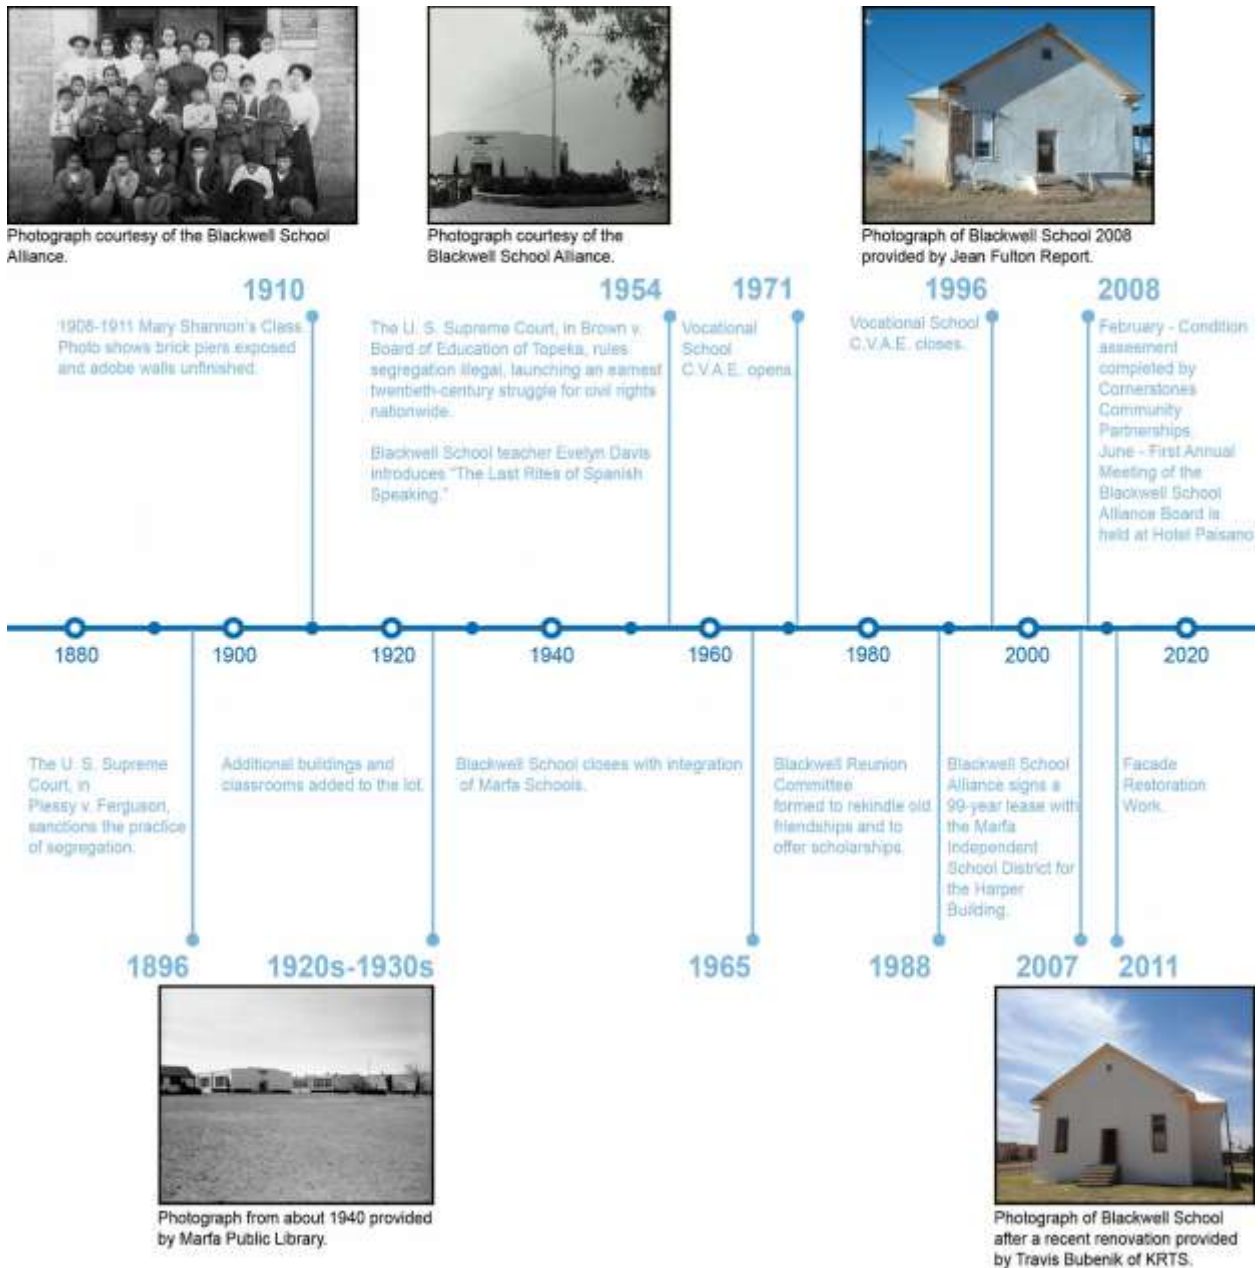 Photograph courtesy of the Blackwell School
Alliance.
Photograph courtesy of the
Blackwell School Alliance.
Photograph of Blackwell School 2008
provided by Jean Fulton Report.
1910
1908-1911 Mary Shannon's Class.
Photo shows brick piers exposed
and adobe walls unfinished.
1954
The U. S. Supreme Court, in Brown v.
Board of Education of Topeka, rules
segregation illegal, launching an earnest
twentieth-century struggle for civil rights
nationwide.
Blackwell School teacher Evelyn Davis
introduces "The Last Rites of Spanish
Speaking."
1971
Vocational
School
C.V.A.E. opens.
1996
Vocational School
C.V.A.E. closes.
2008
February - Condition
assesment
completed by
Cornerstones
Community
Partnerships.
June - First Annual
Meeting of the
Blackwell School
Alliance Board is
held at Hotel Paisano
1880
1900
1920
1940
1960
1980
2000
2020
The U. S. Supreme
Court, in
Plessy v. Ferguson,
sanctions the practice
of segregation.
1896
Additional buildings and
classrooms added to the lot.
1920s-1930s
Blackwell School closes with integration
of Marfa Schools.
1965
Blackwell Reunion
Committee
formed to rekindle old
friendships and to
offer scholarships.
1988
Blackwell School
Alliance signs a
99-year lease with
the Marfa
Independent
School District for
the Harper
Building.
2007
Facade
Restoration
Work.
2011
Photograph from about 1940 provided
by Marfa Public Library.
Photograph of Blackwell School
after a recent renovation provided
by Travis Bubenik of KRTS.